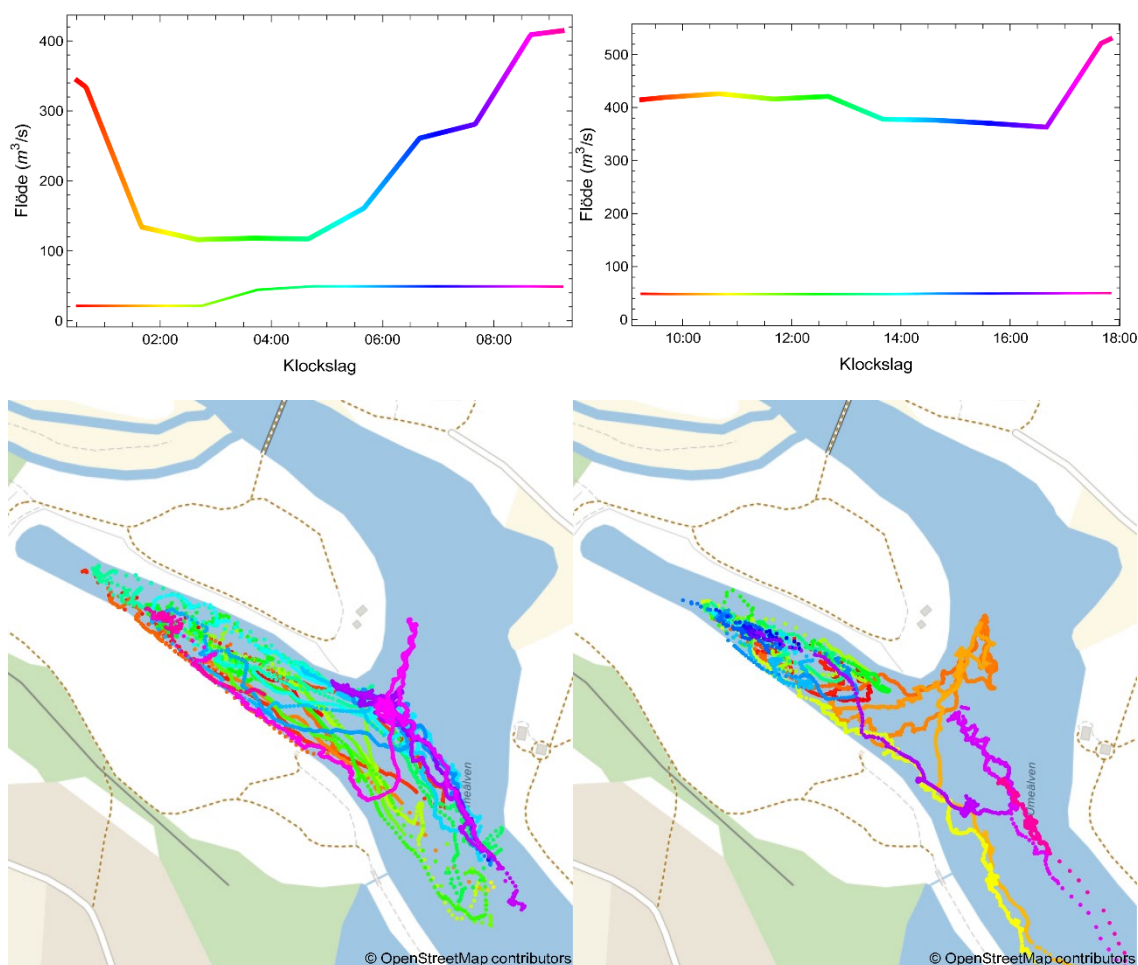 400
300
200
100
0
Flöde (m³/s)
02:00 04:00 06:00 08:00
Klockslag
500
400
300
200
100
0
Flöde (m³/s)
10:00 12:00 14:00 16:00 18:00
Klockslag
Umeälven
© OpenStreetMap contributors
Umeälven
© OpenStreetMap contributors